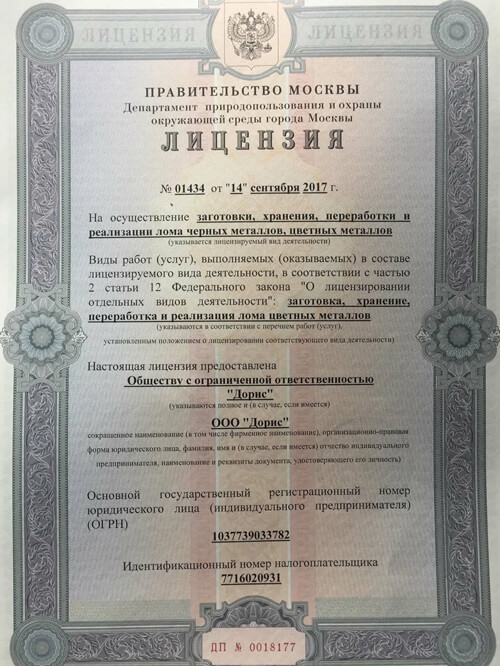 ЛИЦЕНЗИЯ ЛИЦЕНЗИЯ
ПРАВИТЕЛЬСТВО МОСКВЫ
Департамент природопользования и охраны
окружающей среды города Москвы
ЛИЦЕНЗИЯ
№ 01434 от "14" сентября 2017 г.
На осуществление заготовки, хранения, переработки и
реализации лома черных металлов, цветных металлов
(указывается лицензируемый вид деятельности)
Виды работ (услуг), выполняемых (оказываемых) в составе
лицензируемого вида деятельности, в соответствии с частью
2 статьи 12 Федерального закона "О лицензировании
отдельных видов деятельности": заготовка, хранение,
переработка и реализация лома цветных металлов
(указываются в соответствии с перечнем работ (услуг),
установленным положением о лицензировании соответствующего вида деятельности)
Настоящая лицензия предоставлена
Обществу с ограниченной ответственностью
"Дорис"
(указываются полное и (в случае, если имеется)
ООО "Дорис"
сокращенное наименование (в том числе фирменное наименование), организационно-правовая
форма юридического лица, фамилия, имя и (в случае, если имеется) отчество индивидуального
предпринимателя, наименование и реквизиты документа, удостоверяющего его личность)
Основной государственный регистрационный номер
юридического лица (индивидуального предпринимателя)
(ОГРН)
1037739033782
Идентификационный номер налогоплательщика
7716020931
ДП № 0018177